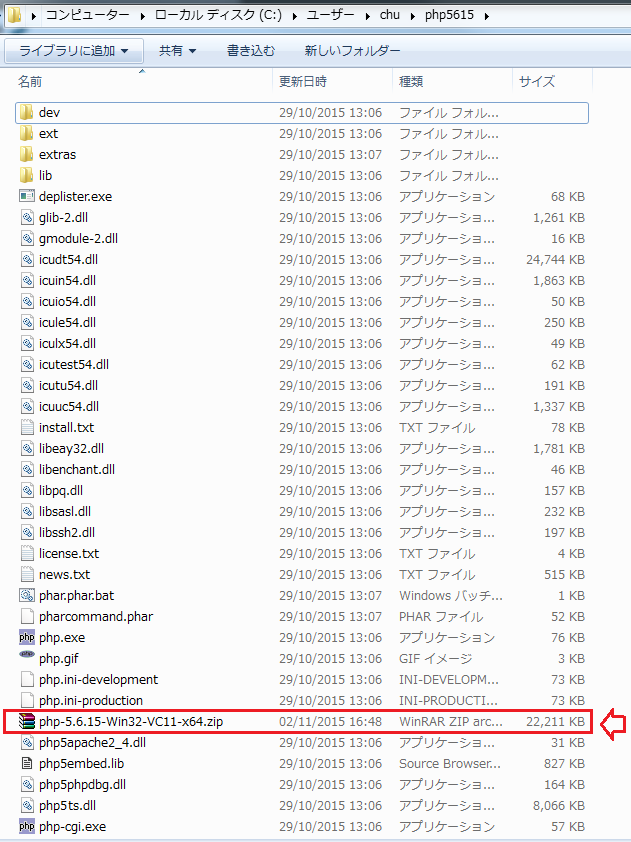 コンピューター ▸ ローカル ディスク (C:) ▸ ユーザー ▸ chu ▸ php5615 ▸
ライブラリに追加 ▼ 共有 ▼ 書き込む 新しいフォルダー
名前 更新日時 種類 サイズ
dev 29/10/2015 13:06 ファイル フォル...
ext 29/10/2015 13:06 ファイル フォル...
extras 29/10/2015 13:07 ファイル フォル...
lib 29/10/2015 13:06 ファイル フォル...
deplister.exe 29/10/2015 13:06 アプリケーション 68 KB
glib-2.dll 29/10/2015 13:06 アプリケーショ... 1,261 KB
gmodule-2.dll 29/10/2015 13:06 アプリケーショ... 16 KB
icudt54.dll 29/10/2015 13:06 アプリケーショ... 24,744 KB
icuin54.dll 29/10/2015 13:06 アプリケーショ... 1,863 KB
icuio54.dll 29/10/2015 13:06 アプリケーショ... 50 KB
icule54.dll 29/10/2015 13:06 アプリケーショ... 250 KB
iculx54.dll 29/10/2015 13:06 アプリケーショ... 49 KB
icutest54.dll 29/10/2015 13:06 アプリケーショ... 62 KB
icutu54.dll 29/10/2015 13:06 アプリケーショ... 191 KB
icuuc54.dll 29/10/2015 13:06 アプリケーショ... 1,337 KB
install.txt 29/10/2015 13:06 TXT ファイル 78 KB
libeay32.dll 29/10/2015 13:06 アプリケーショ... 1,781 KB
libenchant.dll 29/10/2015 13:06 アプリケーショ... 46 KB
libpq.dll 29/10/2015 13:06 アプリケーショ... 157 KB
libsasl.dll 29/10/2015 13:06 アプリケーショ... 232 KB
libssh2.dll 29/10/2015 13:06 アプリケーショ... 197 KB
license.txt 29/10/2015 13:06 TXT ファイル 4 KB
news.txt 29/10/2015 13:06 TXT ファイル 515 KB
phar.phar.bat 29/10/2015 13:06 Windows バッチ... 1 KB
pharcommand.phar 29/10/2015 13:06 PHAR ファイル 52 KB
php.exe 29/10/2015 13:06 アプリケーション 76 KB
php.gif 29/10/2015 13:06 GIF イメージ 3 KB
php.ini-development 29/10/2015 13:06 INI-DEVELOPM... 73 KB
php.ini-production 29/10/2015 13:06 INI-PRODUCTI... 73 KB
php-5.6.15-Win32-VC11-x64.zip 02/11/2015 16:48 WinRAR ZIP arc... 22,211 KB
php5apache2_4.dll 29/10/2015 13:06 アプリケーショ... 31 KB
php5embed.lib 29/10/2015 13:06 Source Browser... 827 KB
php5phpdbg.dll 29/10/2015 13:06 アプリケーショ... 164 KB
php5ts.dll 29/10/2015 13:06 アプリケーショ... 8,066 KB
php-cgi.exe 29/10/2015 13:06 アプリケーション 57 KB